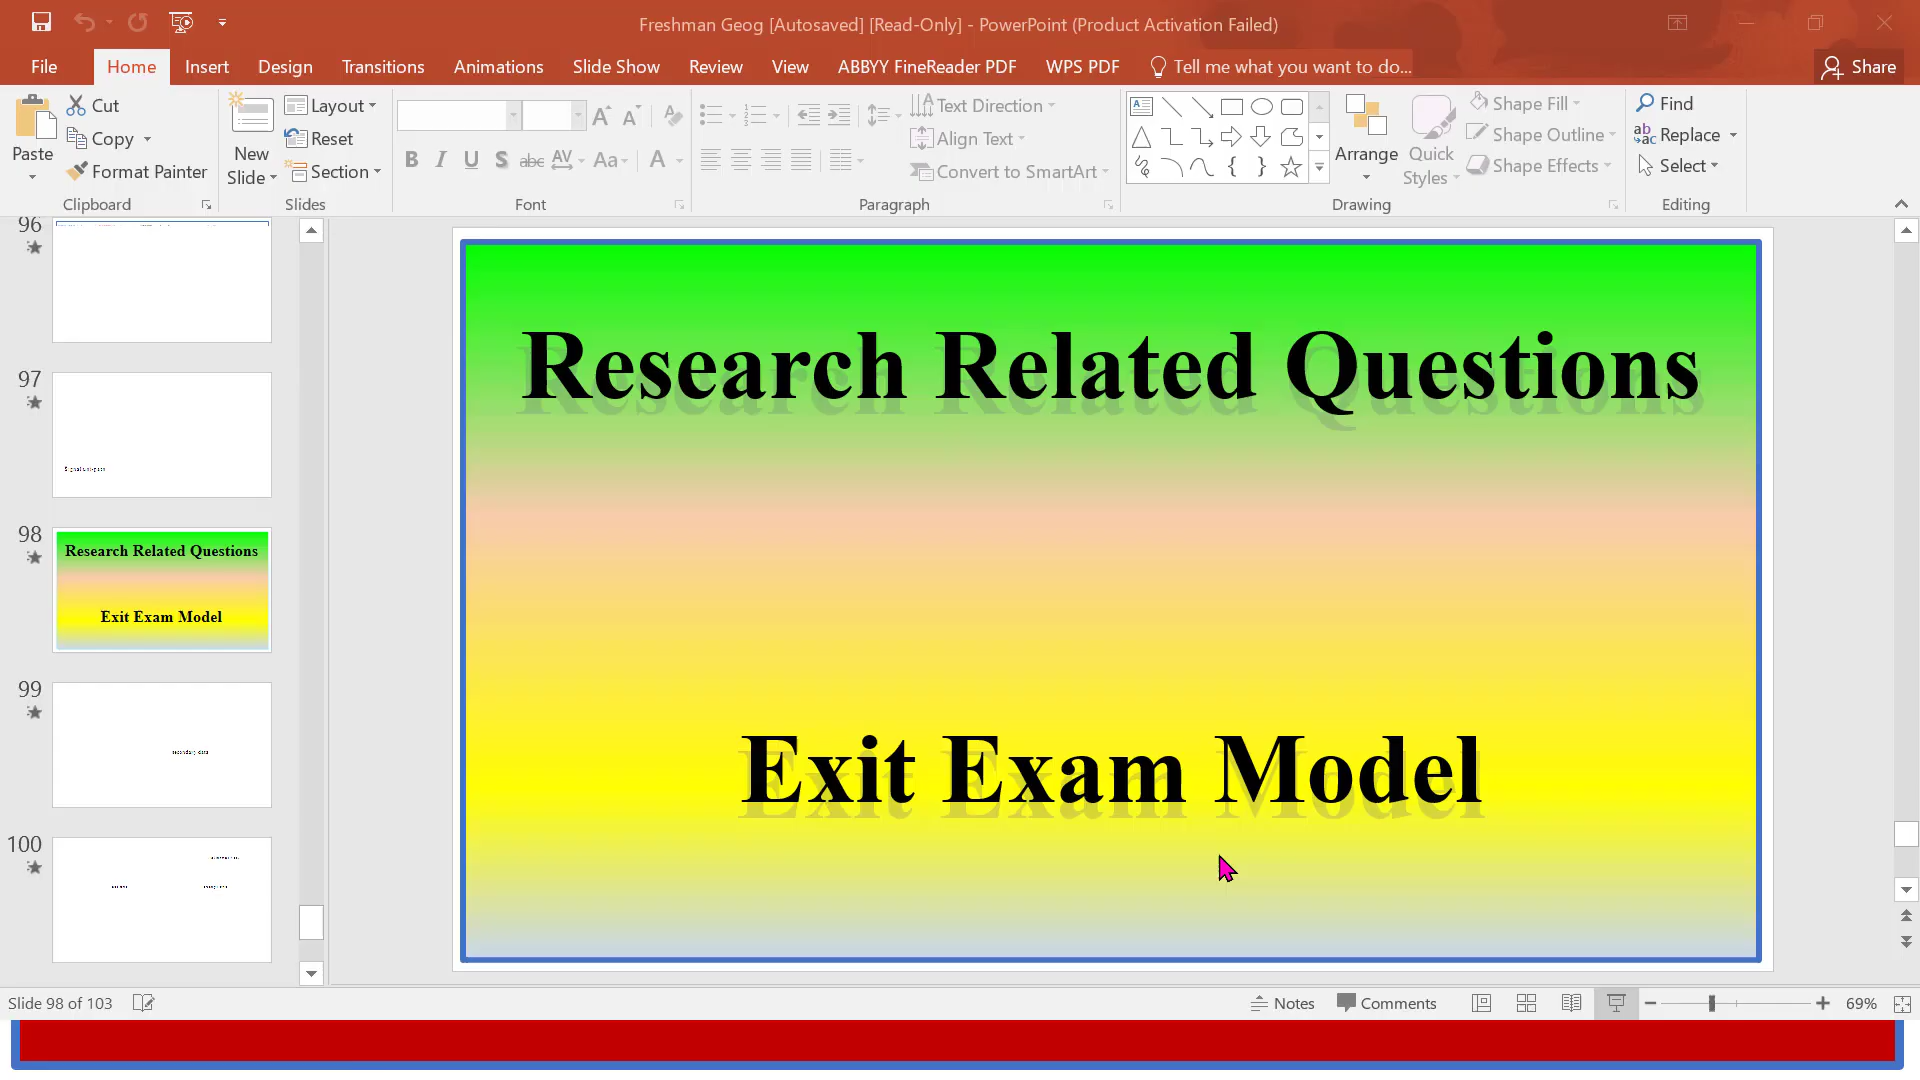 Freshman Geog [Autosaved] [Read-Only] - PowerPoint (Product Activation Failed)
File Home Insert Design Transitions Animations Slide Show Review View ABBYY FineReader PDF WPS PDF Tell me what you want to do... Share
Paste
Cut
Copy
Format Painter
Clipboard
New Slide
Layout
Reset
Section
Slides
Font
Text Direction
Align Text
Convert to SmartArt
Paragraph
Arrange
Quick Styles
Shape Fill
Shape Outline
Shape Effects
Drawing
Find
Replace
Select
Editing
96
97
98
Research Related Questions
Exit Exam Model
99
secondary data
100
Research Related Questions
Exit Exam Model
Slide 98 of 103
Notes Comments 69%